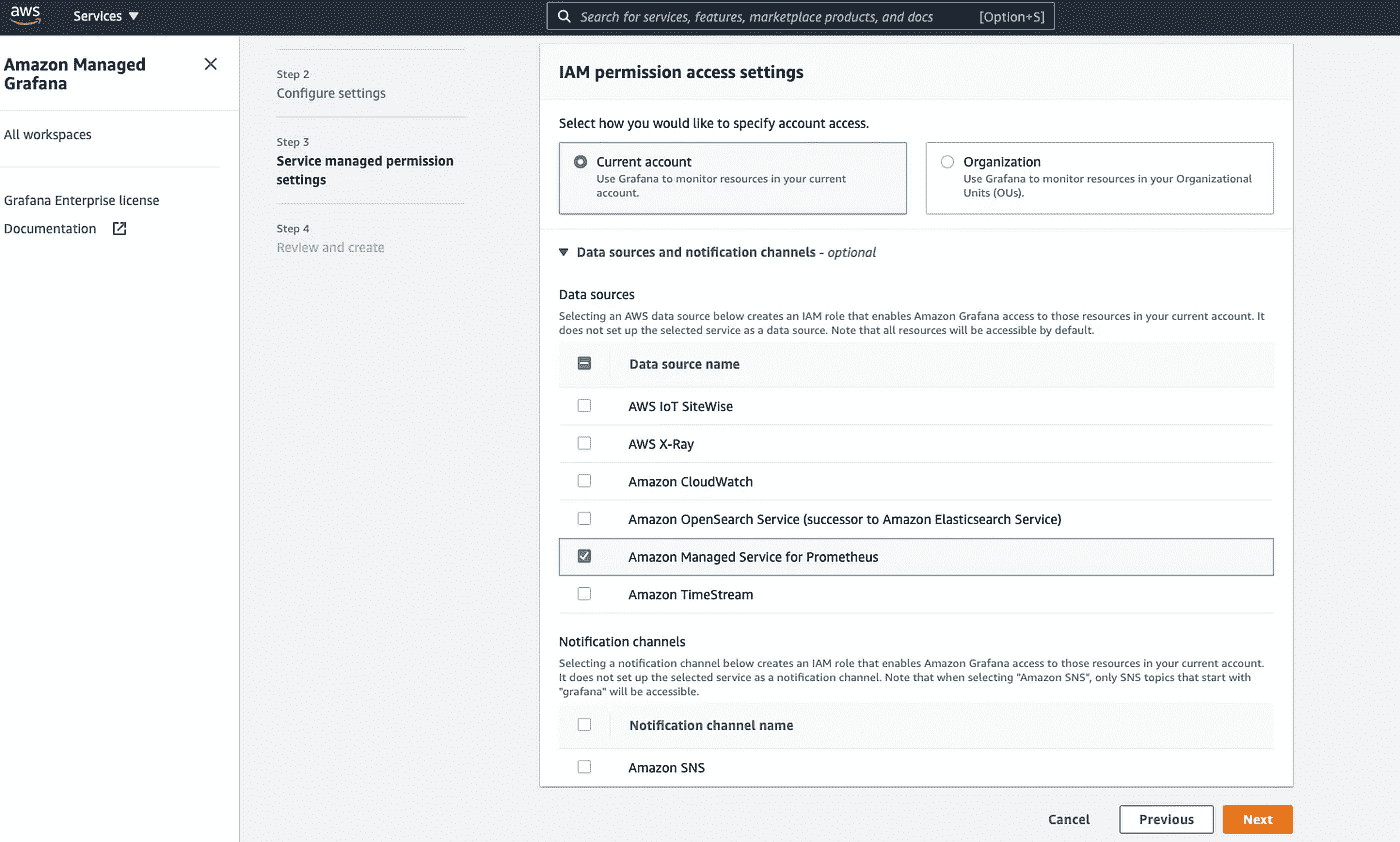 aws
Services ▼
Search for services, features, marketplace products, and docs
[Option+S]
Amazon Managed
Grafana
All workspaces
Grafana Enterprise license
Documentation
Step 2
Configure settings
Step 3
Service managed permission
settings
Step 4
Review and create
IAM permission access settings
Select how you would like to specify account access.
Current account
Use Grafana to monitor resources in your current
account.
Organization
Use Grafana to monitor resources in your Organizational
Units (OUs).
▼ Data sources and notification channels - optional
Data sources
Selecting an AWS data source below creates an IAM role that enables Amazon Grafana access to those resources in your current account. It
does not set up the selected service as a data source. Note that all resources will be accessible by default.
Data source name
AWS IoT SiteWise
AWS X-Ray
Amazon CloudWatch
Amazon OpenSearch Service (successor to Amazon Elasticsearch Service)
Amazon Managed Service for Prometheus
Amazon TimeStream
Notification channels
Selecting a notification channel below creates an IAM role that enables Amazon Grafana access to those resources in your current account.
It does not set up the selected service as a notification channel. Note that when selecting "Amazon SNS", only SNS topics that start with
"grafana" will be accessible.
Notification channel name
Amazon SNS
Cancel
Previous
Next